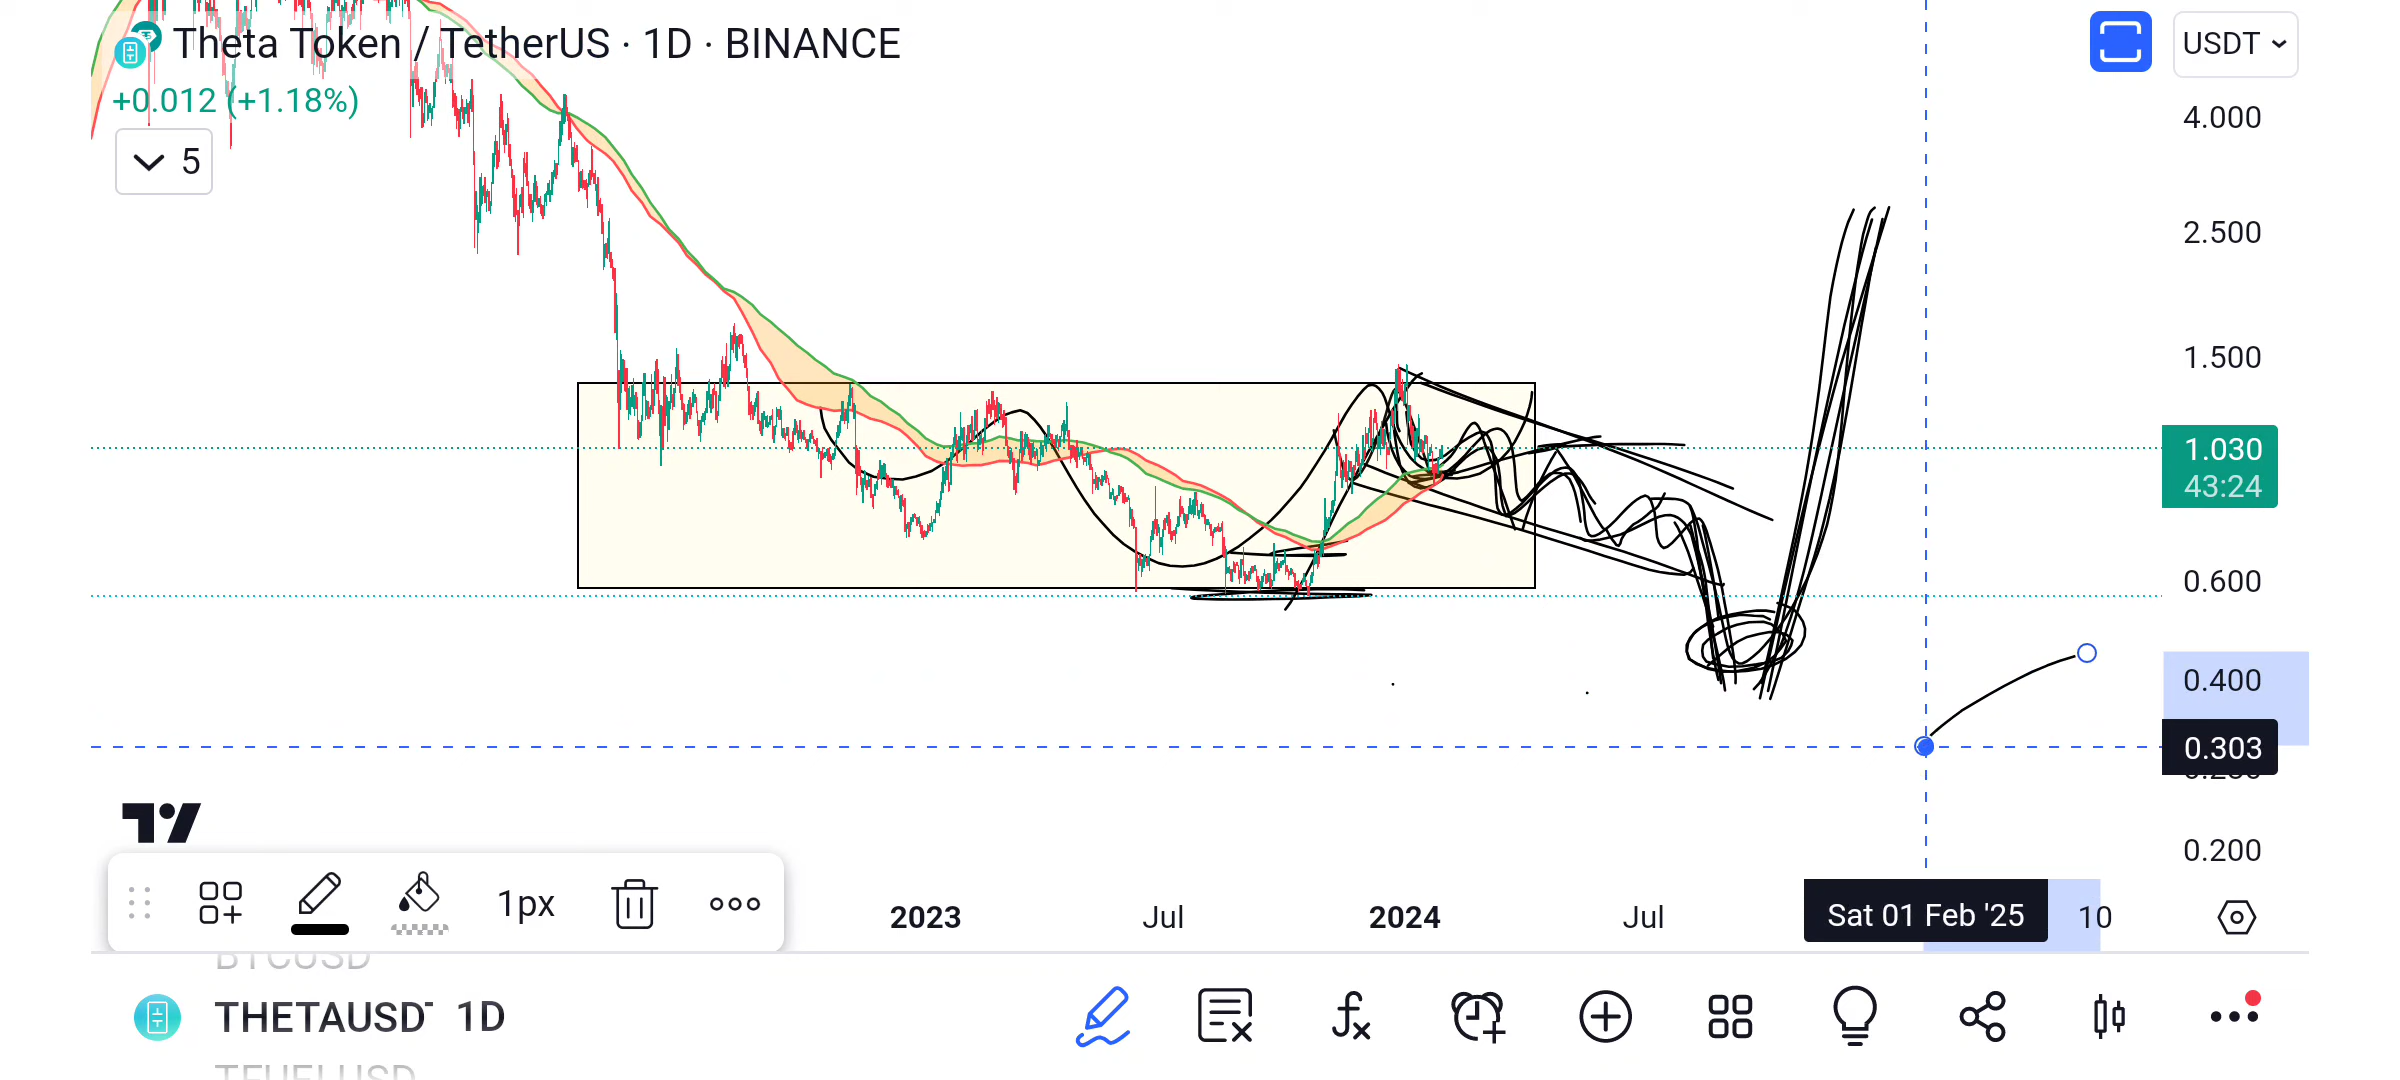 Theta Token / TetherUS · 1D · BINANCE
USDT
+0.012 (+1.18%)
5
4.000
2.500
1.500
1.030
43:24
0.600
0.400
0.303
0.200
1px
2023
Jul
2024
Jul
Sat 01 Feb '25
10
BTCUSD
THETAUSDT 1D